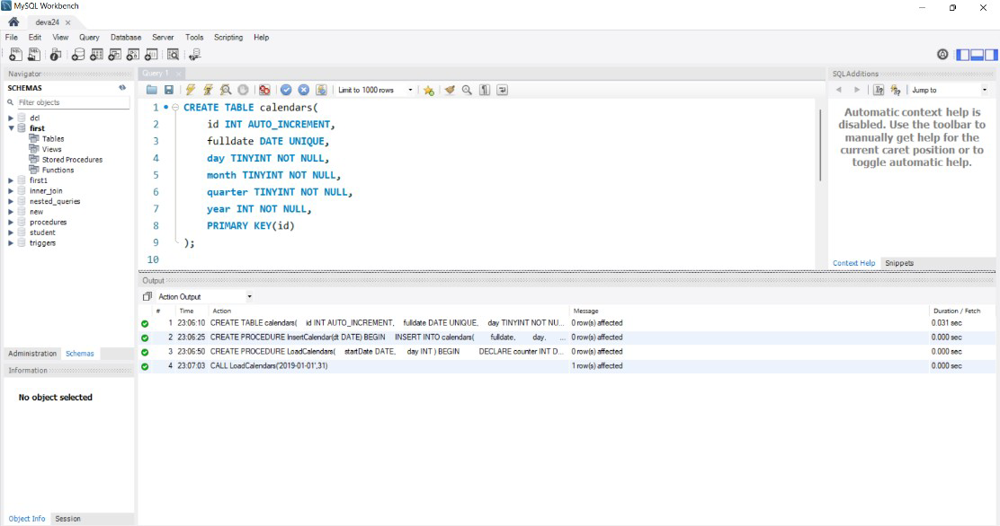 MySQL Workbench
deva24
File Edit View Query Database Server Tools Scripting Help
Navigator
SCHEMAS
Filter objects
dcl
first
Tables
Views
Stored Procedures
Functions
first1
inner_join
nested_queries
new
procedures
student
triggers
Administration Schemas
Information
No object selected
Object Info Session
Query 1
Limit to 1000 rows
1 CREATE TABLE calendars(
2 id INT AUTO_INCREMENT,
3 fulldate DATE UNIQUE,
4 day TINYINT NOT NULL,
5 month TINYINT NOT NULL,
6 quarter TINYINT NOT NULL,
7 year INT NOT NULL,
8 PRIMARY KEY(id)
9 );
10
SQLAdditions
Jump to
Automatic context help is
disabled. Use the toolbar to
manually get help for the
current caret position or to
toggle automatic help.
Context Help Snippets
Output
Action Output
# Time Action Message Duration / Fetch
1 23:06:10 CREATE TABLE calendars( id INT AUTO_INCREMENT, fulldate DATE UNIQUE, day TINYINT NOT NU... 0 row(s) affected 0.031 sec
2 23:06:25 CREATE PROCEDURE InsertCalendar(dt DATE) BEGIN INSERT INTO calendars( fulldate, day, ... 0 row(s) affected 0.000 sec
3 23:06:50 CREATE PROCEDURE LoadCalendars( startDate DATE, day INT ) BEGIN DECLARE counter INT D... 0 row(s) affected 0.000 sec
4 23:07:03 CALL LoadCalendars('2019-01-01',31) 1 row(s) affected 0.000 sec